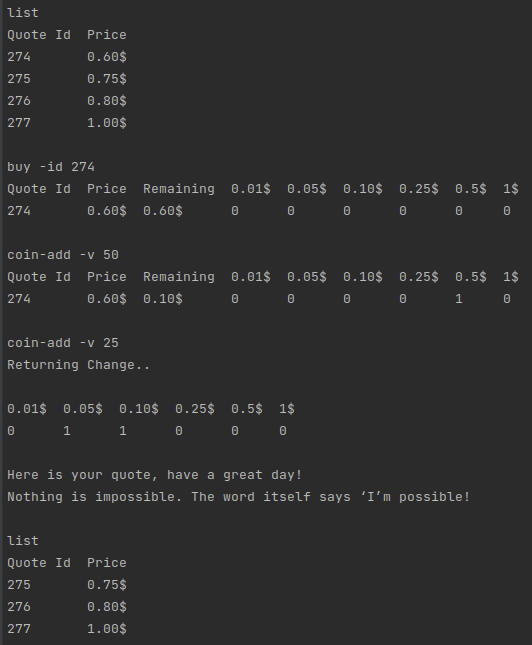 list
Quote Id  Price
274       0.60$
275       0.75$
276       0.80$
277       1.00$
buy -id 274
Quote Id  Price  Remaining  0.01$  0.05$  0.10$  0.25$  0.5$  1$
274       0.60$  0.60$      0      0      0      0      0     0
coin-add -v 50
Quote Id  Price  Remaining  0.01$  0.05$  0.10$  0.25$  0.5$  1$
274       0.60$  0.10$      0      0      0      0      1     0
coin-add -v 25
Returning Change..
0.01$  0.05$  0.10$  0.25$  0.5$  1$
0      1      1      0      0     0
Here is your quote, have a great day!
Nothing is impossible. The word itself says ‘I’m possible!
list
Quote Id  Price
275       0.75$
276       0.80$
277       1.00$